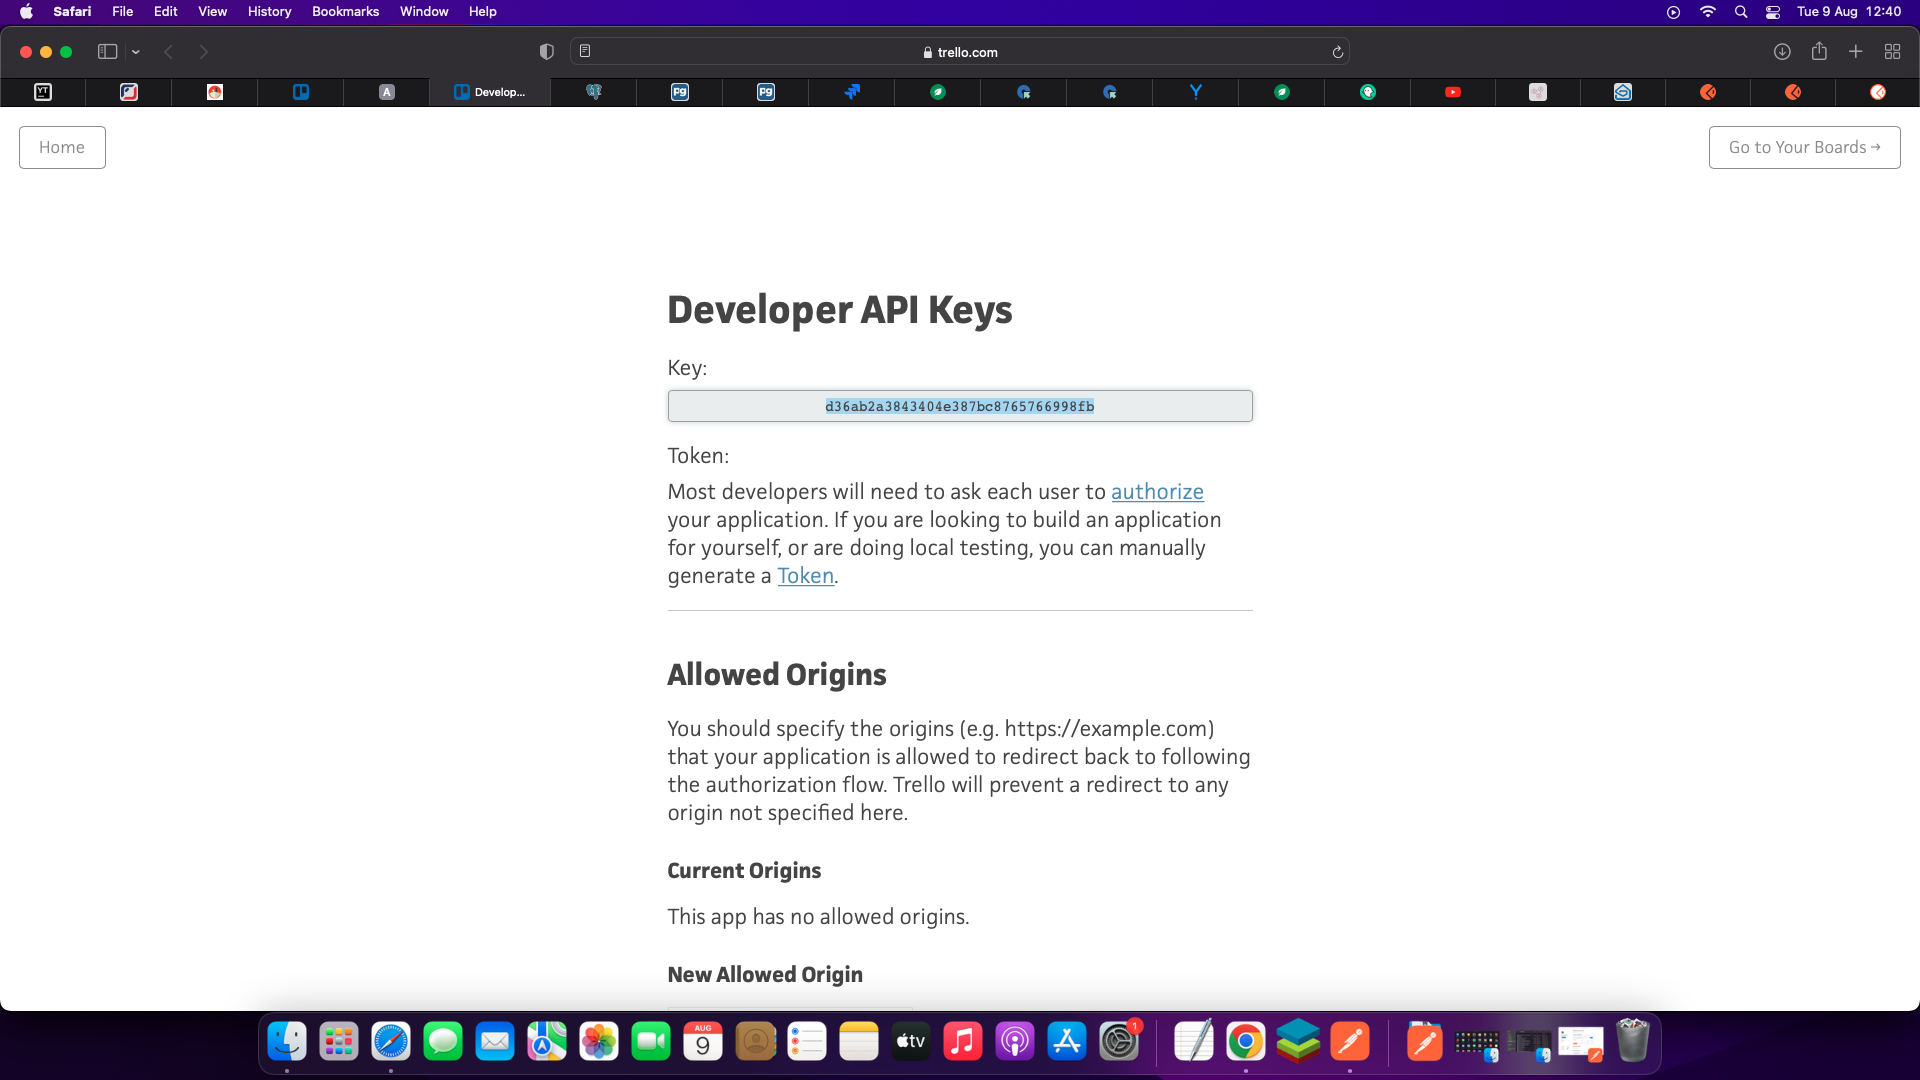 Safari File Edit View History Bookmarks Window Help
Tue 9 Aug 12:40
trello.com
YT
A
Develop...
Pg
Pg
Home
Go to Your Boards →
Developer API Keys
Key:
d36ab2a3843404e387bc8765766998fb
Token:
Most developers will need to ask each user to authorize
your application. If you are looking to build an application
for yourself, or are doing local testing, you can manually
generate a Token.
Allowed Origins
You should specify the origins (e.g. https://example.com)
that your application is allowed to redirect back to following
the authorization flow. Trello will prevent a redirect to any
origin not specified here.
Current Origins
This app has no allowed origins.
New Allowed Origin
AUG
9
tv
1